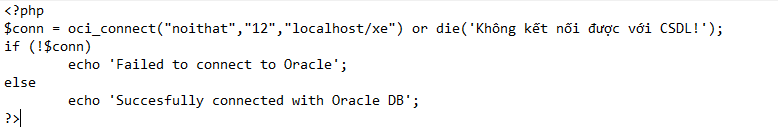 <?php
$conn = oci_connect("noithat","12","localhost/xe") or die('Không kết nối được với CSDL!');
if (!$conn)
        echo 'Failed to connect to Oracle';
else
        echo 'Succesfully connected with Oracle DB';
?>